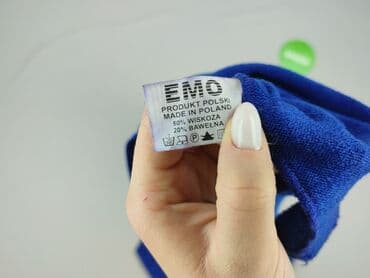 EMO
PRODUKT POLSKI
MADE IN POLAND
50% WISKOZA
20% BAWEŁNA